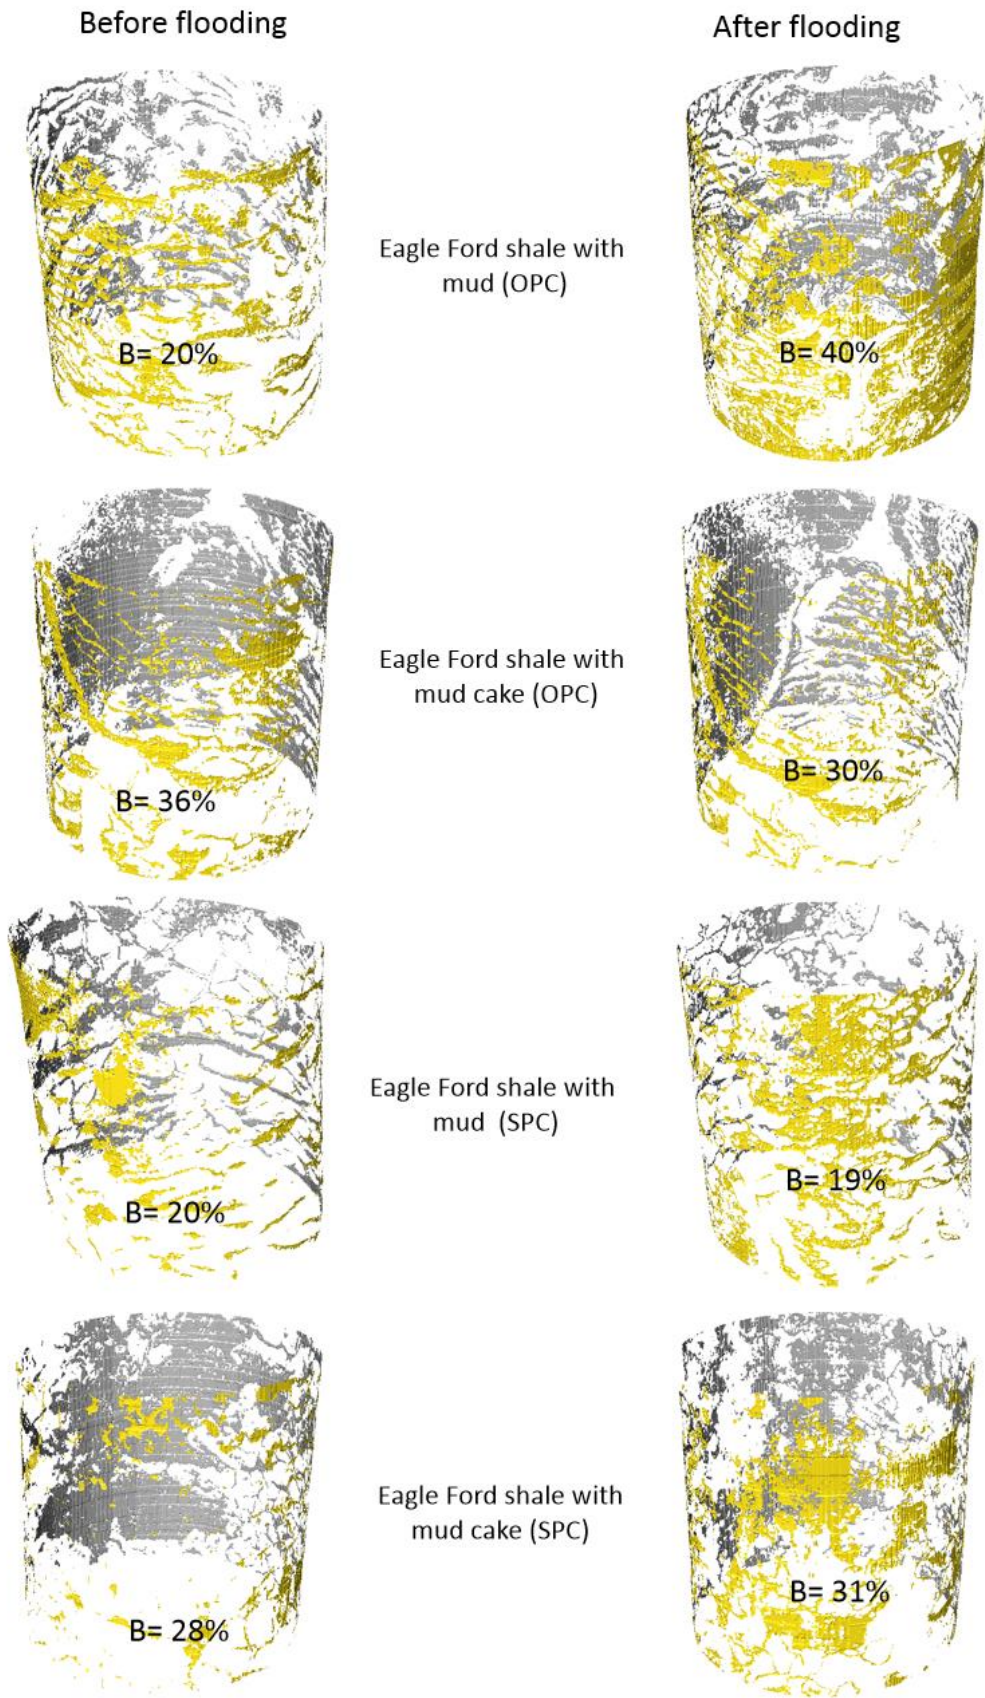 Before flooding
After flooding
Eagle Ford shale with
mud (OPC)
B= 20%
B= 40%
Eagle Ford shale with
mud cake (OPC)
B= 36%
B= 30%
Eagle Ford shale with
mud (SPC)
B= 20%
B= 19%
Eagle Ford shale with
mud cake (SPC)
B= 28%
B= 31%